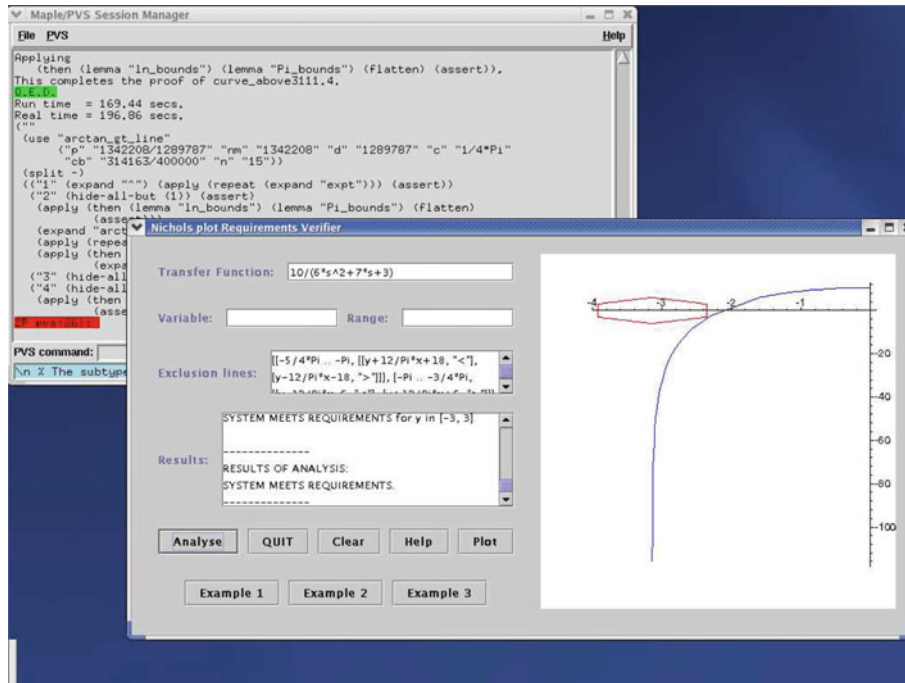 Maple/PVS Session Manager
File PVS Help
Applying
(then (lemma "ln_bounds") (lemma "Pi_bounds") (flatten) (assert)),
This completes the proof of curve_above3111.4.
Q.E.D.
Run time = 169.44 secs.
Real time = 196.86 secs.
(""
(use "arctan_gt_line"
("p" "1342208/1289787" "nm" "1342208" "d" "1289787" "c" "1/4*Pi"
"cb" "314163/400000" "n" "15"))
(split -)
(("1" (expand "^") (apply (repeat (expand "expt"))) (assert))
("2" (hide-all-but (1)) (assert)
(apply (then (lemma "ln_bounds") (lemma "Pi_bounds") (flatten)
(assert)))
(expand "arct
(apply (repea
(apply (then
(expa
("3" (hide-all
("4" (hide-all
(apply (then
(asse
PVS command:
\n % The subtype
Nichols plot Requirements Verifier
Transfer Function: 10/(6*s^2+7*s+3)
Variable: Range:
Exclusion lines:
[[-5/4*Pi .. -Pi, [[y+12/Pi*x+18, "<"],
[y-12/Pi*x-18, ">"]]], [-Pi .. -3/4*Pi,
Results:
SYSTEM MEETS REQUIREMENTS for y in [-3, 3]
--------------
RESULTS OF ANALYSIS:
SYSTEM MEETS REQUIREMENTS.
--------------
Analyse QUIT Clear Help Plot
Example 1 Example 2 Example 3
-4 -3 -2 -1
-20
-40
-60
-80
-100